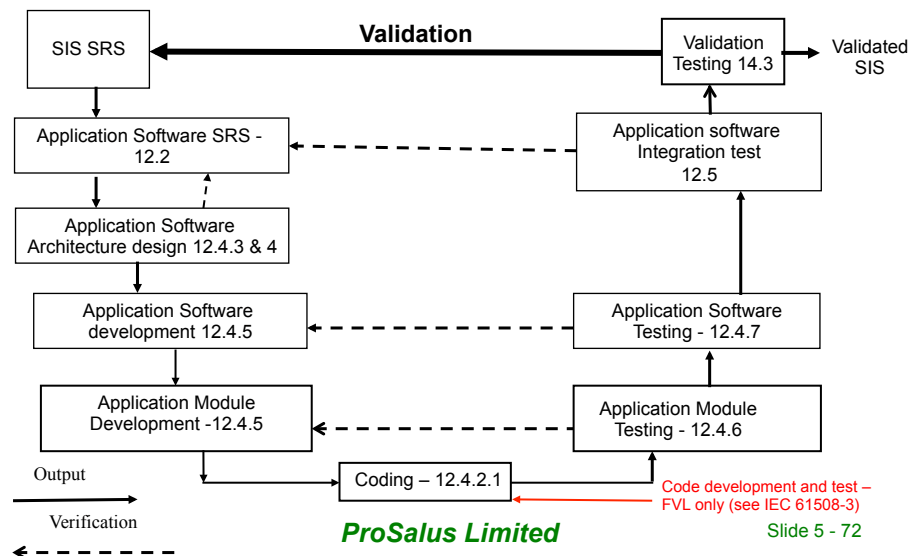 SIS SRS
Validation
Validation
Testing 14.3
Validated
SIS
Application Software SRS -
12.2
Application software
Integration test
12.5
Application Software
Architecture design 12.4.3 & 4
Application Software
development 12.4.5
Application Software
Testing - 12.4.7
Application Module
Development -12.4.5
Application Module
Testing - 12.4.6
Output
Coding – 12.4.2.1
Code development and test –
FVL only (see IEC 61508-3)
Verification
ProSalus Limited
Slide 5 - 72